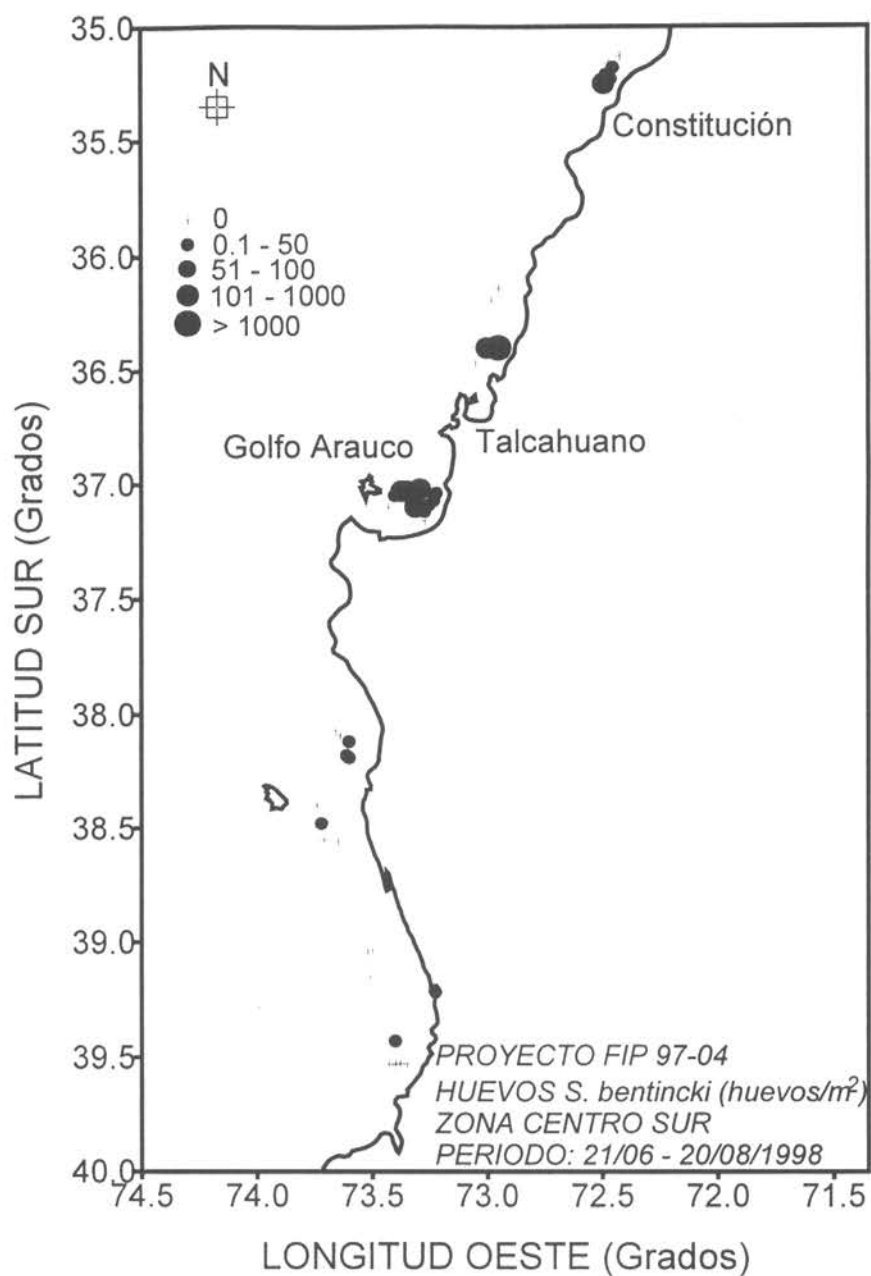 35.0
N
Constitución
35.5
0
0.1 - 50
36.0
51 - 100
101 - 1000
> 1000
36.5
Golfo Arauco
Talcahuano
37.0
37.5
38.0
38.5
39.0
39.5
PROYECTO FIP 97-04
HUEVOS S. bentincki (huevos/m²)
ZONA CENTRO SUR
PERIODO: 21/06 - 20/08/1998
40.0
74.5
74.0
73.5
73.0
72.5
72.0
71.5
LATITUD SUR (Grados)
LONGITUD OESTE (Grados)